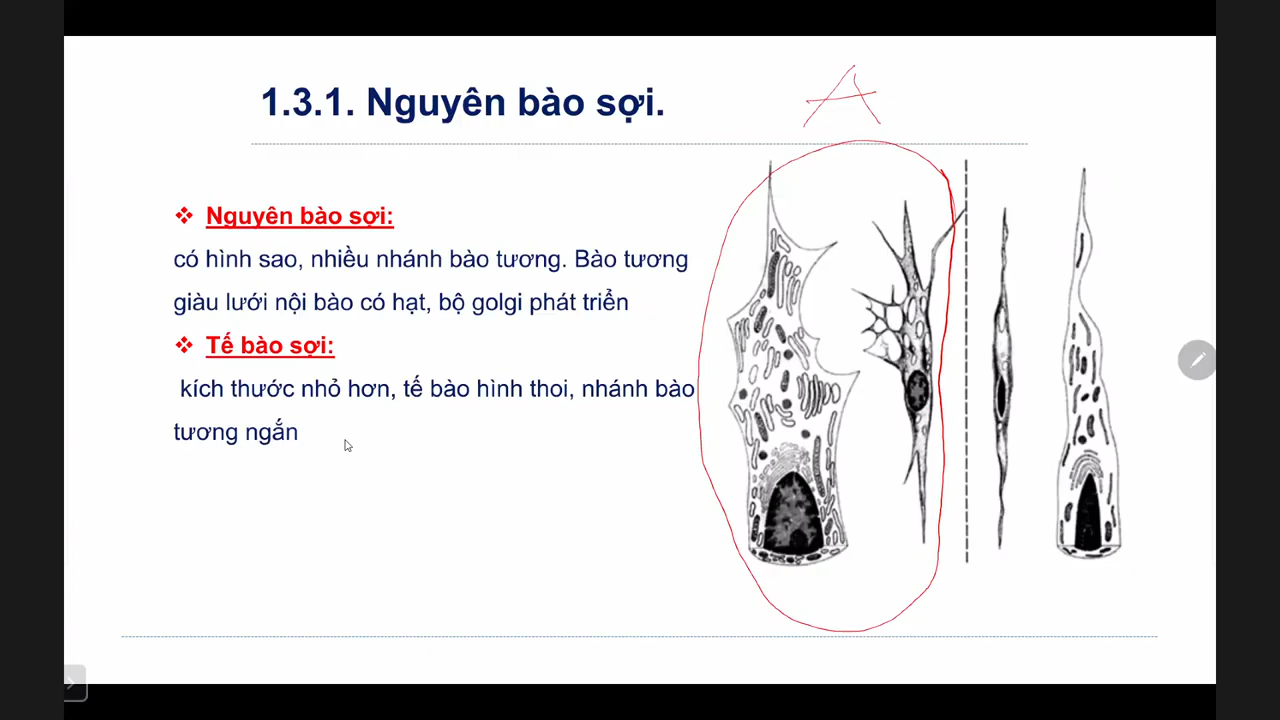 1.3.1. Nguyên bào sợi.
A
❖ Nguyên bào sợi:
có hình sao, nhiều nhánh bào tương. Bào tương
giàu lưới nội bào có hạt, bộ golgi phát triển
❖ Tế bào sợi:
kích thước nhỏ hơn, tế bào hình thoi, nhánh bào
tương ngắn